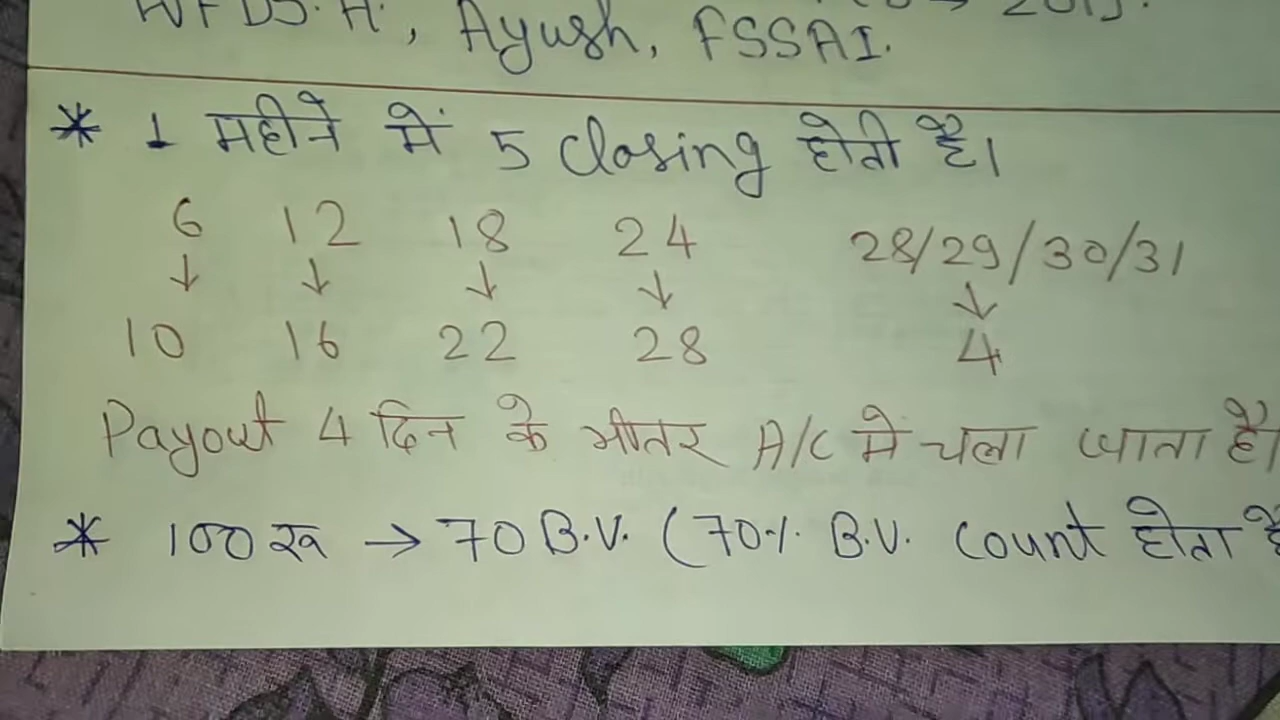 Ayush, FSSAI.
* 1 महीने में 5 Closing होती है।
6 12 18 24 28/29/30/31
↓ ↓ ↓ ↓ ↓
10 16 22 28 4
Payout 4 दिन के भीतर A/C मे चला जाता है।
* 100 रू → 70 B.V. (70% B.V. Count होता है